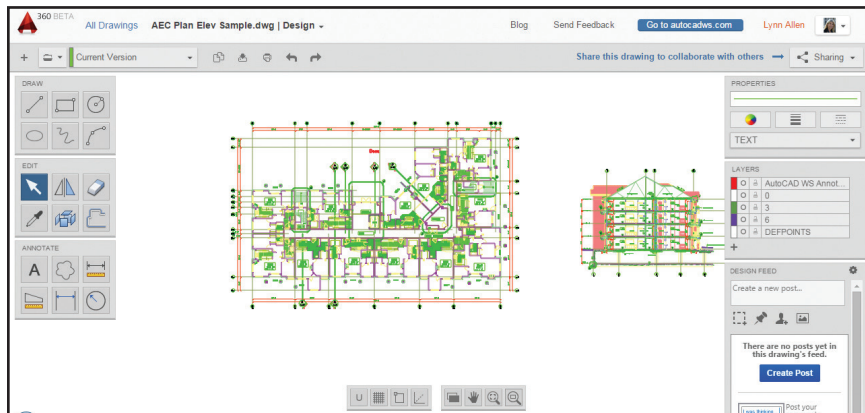 360 BETA
All Drawings AEC Plan Elev Sample.dwg | Design
Blog Send Feedback Go to autocadws.com Lynn Allen
Current Version
Share this drawing to collaborate with others Sharing
DRAW
EDIT
ANNOTATE
A
PROPERTIES
TEXT
LAYERS
AutoCAD WS Annot...
0
3
6
DEFPOINTS
DESIGN FEED
Create a new post...
There are no posts yet in
this drawing's feed.
Create Post
Post your